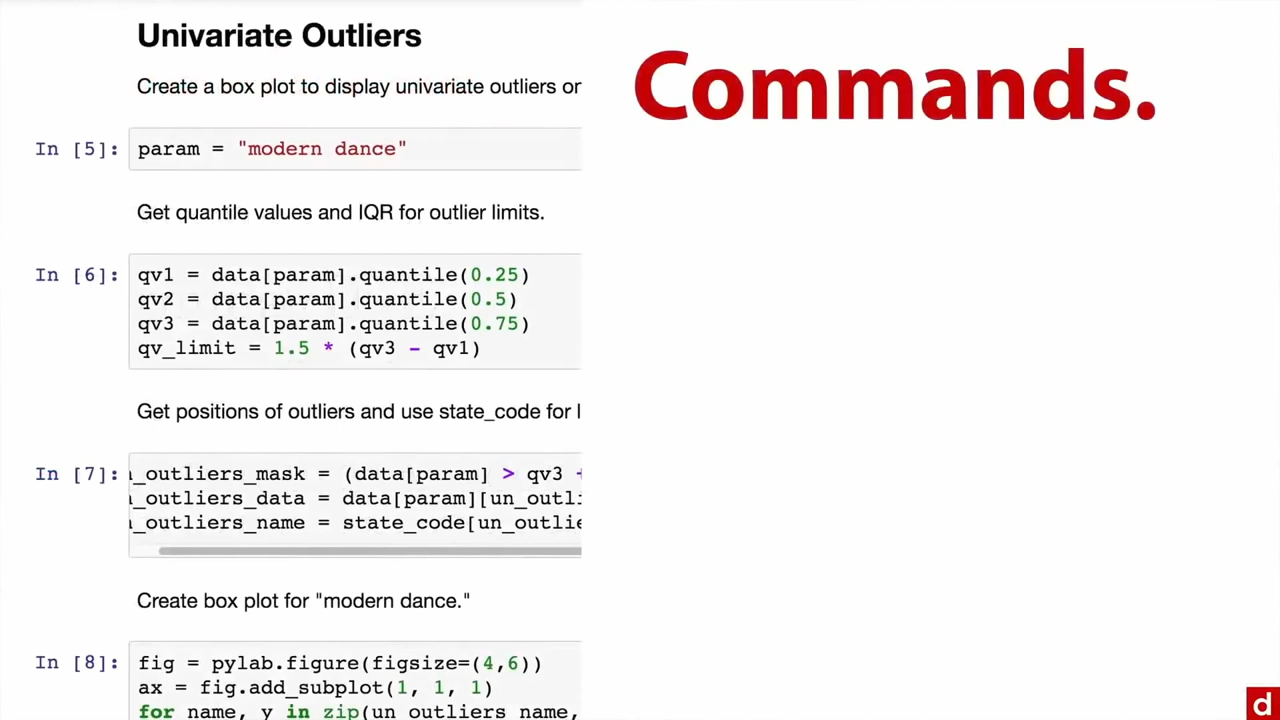 Univariate Outliers
Commands.
Create a box plot to display univariate outliers or
In [5]: param = "modern dance"
Get quantile values and IQR for outlier limits.
In [6]: qv1 = data[param].quantile(0.25)
qv2 = data[param].quantile(0.5)
qv3 = data[param].quantile(0.75)
qv_limit = 1.5 * (qv3 - qv1)
Get positions of outliers and use state_code for l
In [7]: _outliers_mask = (data[param] > qv3 +
_outliers_data = data[param][un_outli
_outliers_name = state_code[un_outlie
Create box plot for "modern dance."
In [8]: fig = pylab.figure(figsize=(4,6))
ax = fig.add_subplot(1, 1, 1)
for name, y in zip(un_outliers_name,
d